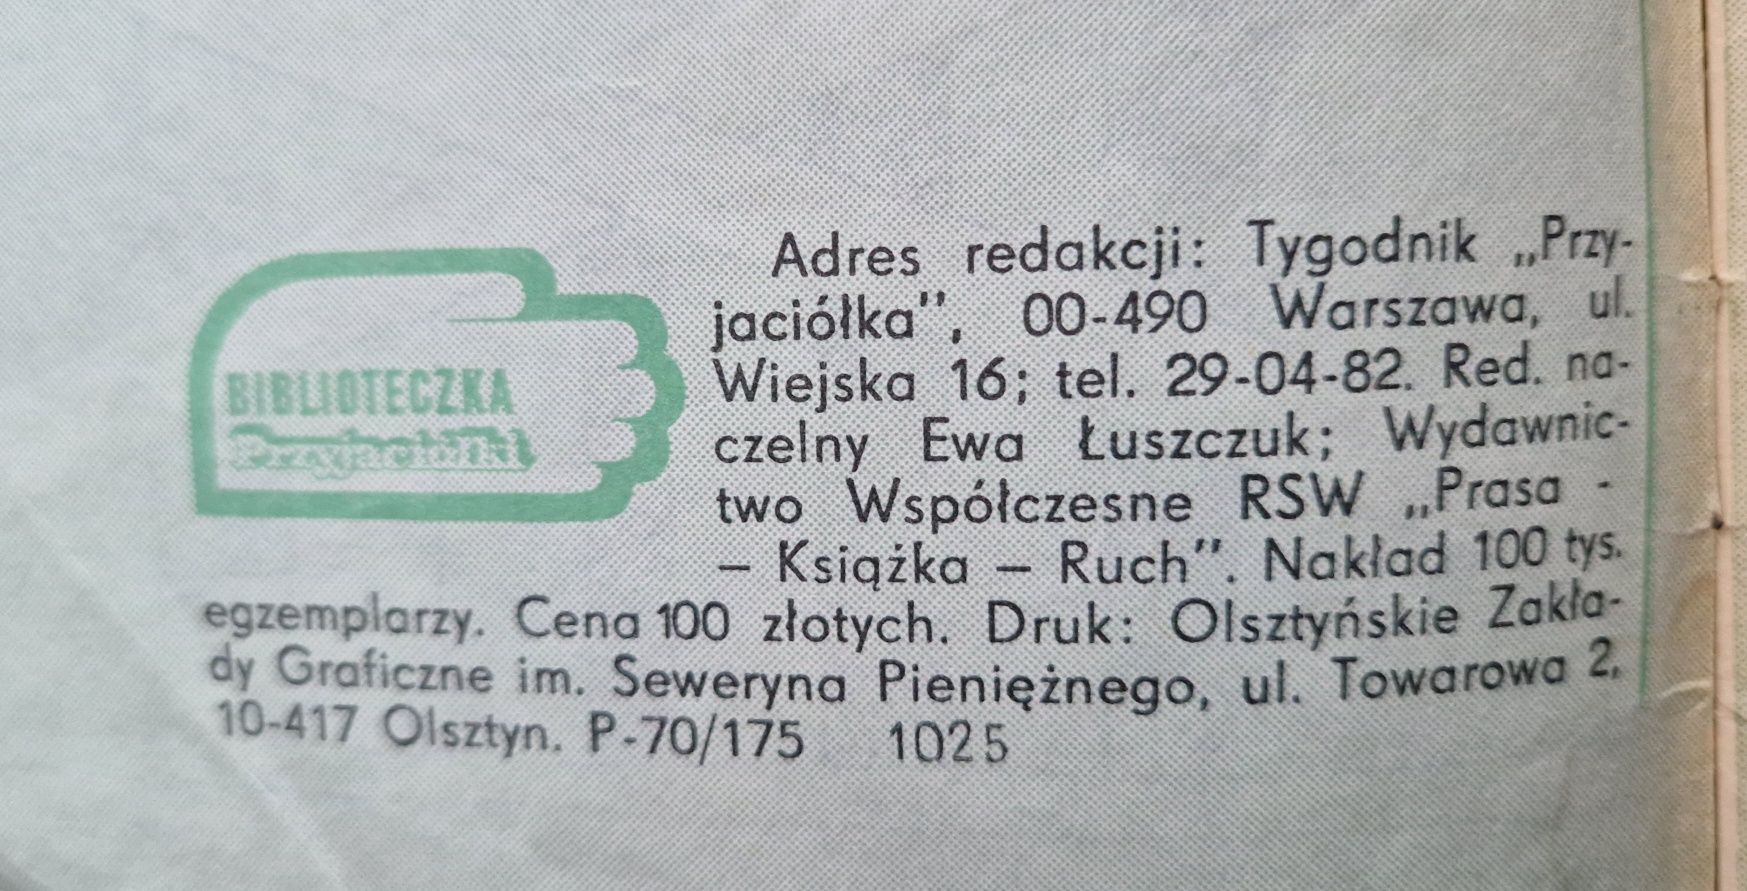 BIBLIOTECZKA
Przyjaciółki
Adres redakcji: Tygodnik „Przy-
jaciółka”, 00-490 Warszawa, ul.
Wiejska 16; tel. 29-04-82. Red. na-
czelny Ewa Łuszczuk; Wydawnic-
two Współczesne RSW „Prasa -
– Książka – Ruch”. Nakład 100 tys.
egzemplarzy. Cena 100 złotych. Druk: Olsztyńskie Zakła-
dy Graficzne im. Seweryna Pieniężnego, ul. Towarowa 2,
10-417 Olsztyn. P-70/175 1025